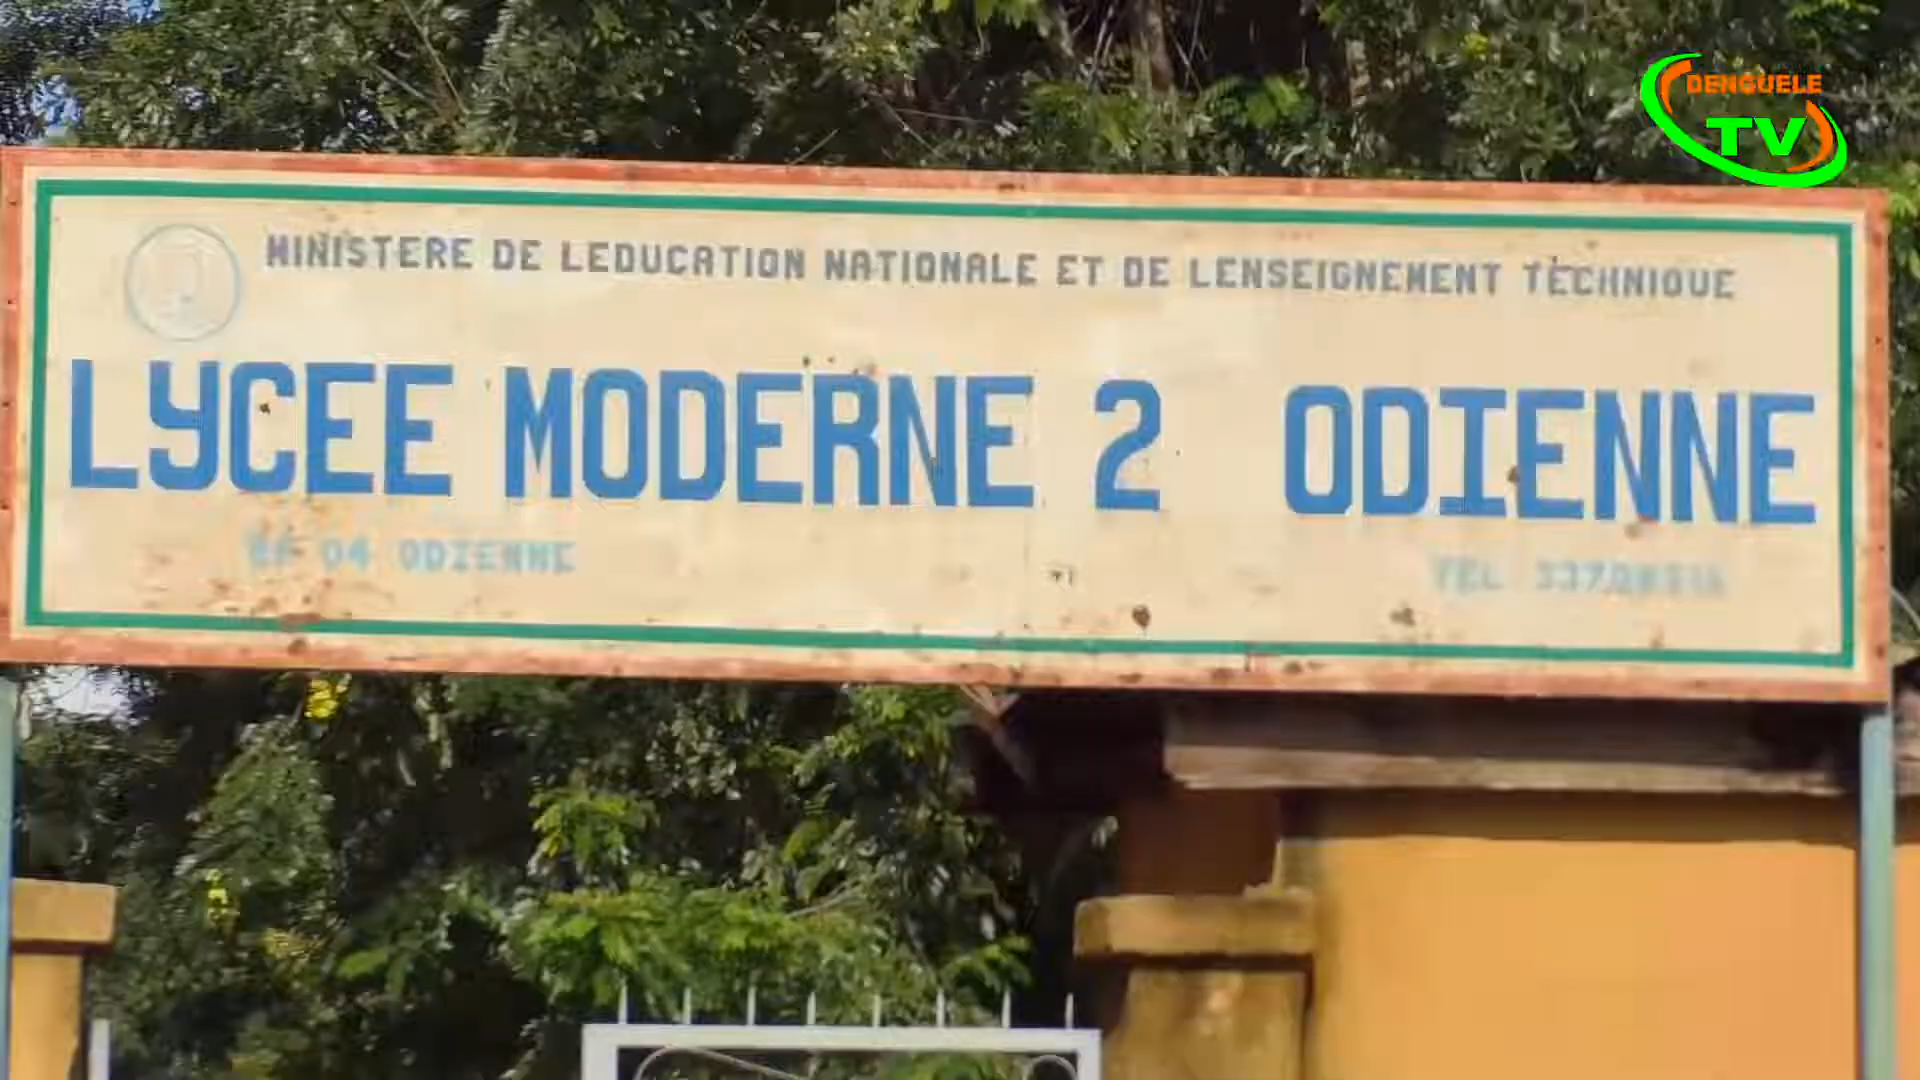 DENGUELE
TV
MINISTERE DE LEDUCATION NATIONALE ET DE LENSEIGNEMENT TECHNIQUE
LYCEE MODERNE 2 ODIENNE
04 ODIENNE
TEL